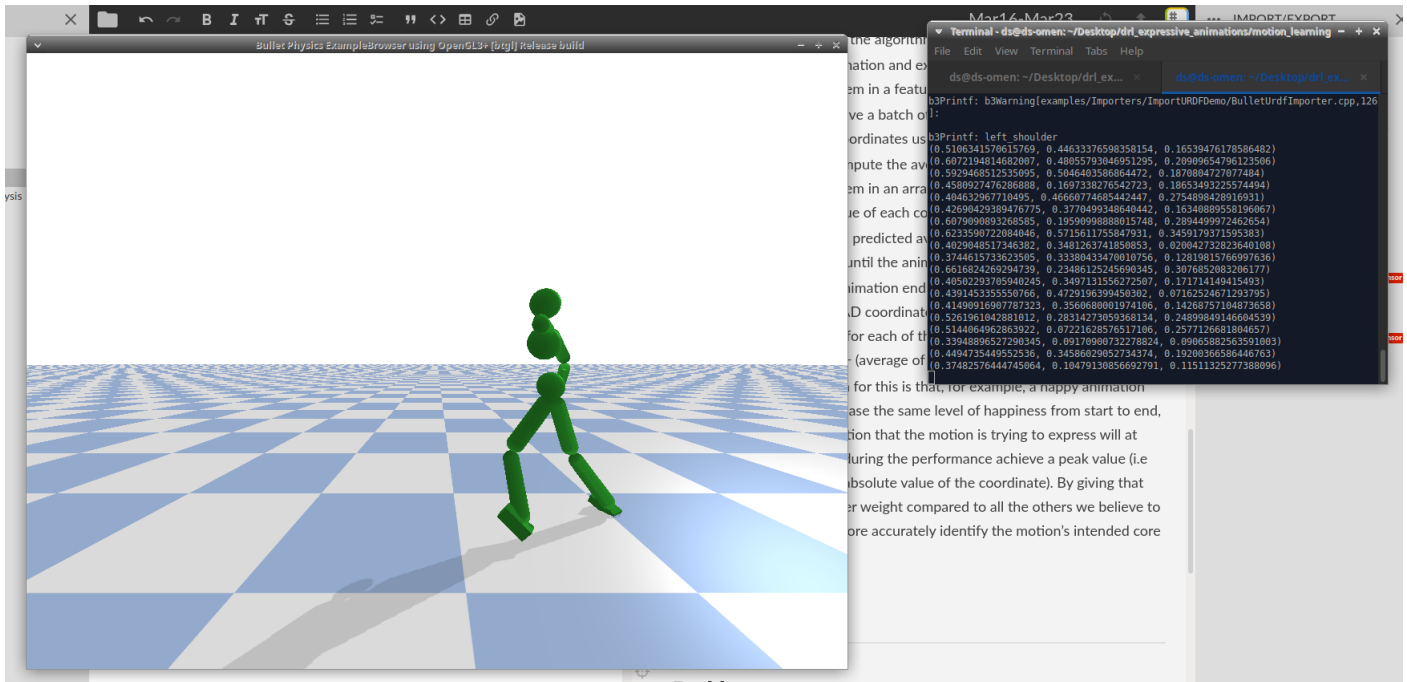 Mar16-Mar23
IMPORT/EXPORT
Bullet Physics ExampleBrowser using OpenGL3+ [btgl] Release build
ysis
the algorith
nation and ex
em in a featu
ve a batch o
ordinates us
npute the av
em in an arra
ue of each co
predicted av
until the anin
nimation end
AD coordinat
for each of th
(average of
for this is that, for example, a happy animation
ase the same level of happiness from start to end,
tion that the motion is trying to express will at
during the performance achieve a peak value (i.e
absolute value of the coordinate). By giving that
er weight compared to all the others we believe to
ore accurately identify the motion's intended core
Terminal - ds@ds-omen: ~/Desktop/drl_expressive_animations/motion_learning
File Edit View Terminal Tabs Help
ds@ds-omen: ~/Desktop/drl_ex... ds@ds-omen: ~/Desktop/drl_ex...
b3Printf: b3Warning[examples/Importers/ImportURDFDemo/BulletUrdfImporter.cpp,126
]:
b3Printf: left_shoulder
(0.5106341570615769, 0.44633376598358154, 0.16539476178586482)
(0.6072194814682007, 0.48055793046951295, 0.20909654796123506)
(0.5929468512535095, 0.5046403586864472, 0.1870804727077484)
(0.4580927476286888, 0.1697338276542723, 0.18653493225574494)
(0.404632967710495, 0.46660774685442447, 0.2754898428916931)
(0.42690429389476775, 0.3770499348640442, 0.16340889558196067)
(0.6079090893268585, 0.19590998888015748, 0.2894499972462654)
(0.6233590722084046, 0.5715611755847931, 0.3459179371595383)
(0.4029048517346382, 0.3481263741850853, 0.020042732823640108)
(0.3744615733623505, 0.33380433470010756, 0.12819815766997636)
(0.6616824269294739, 0.23486125245690345, 0.3076852083206177)
(0.40502293705940245, 0.3497131556272507, 0.171714149415493)
(0.4391453355550766, 0.4729196399450302, 0.07162524671293795)
(0.41490916907787323, 0.3560680001974106, 0.14268757104873658)
(0.5261961042881012, 0.28314273059368134, 0.24899849146604539)
(0.5144064962863922, 0.07221628576517106, 0.2577126681804657)
(0.33948896527290345, 0.09170900732278824, 0.09065882563591003)
(0.4494735449552536, 0.34586029052734374, 0.19200366586446763)
(0.37482576444745064, 0.10479130856692791, 0.11511325277388096)
sor
sor